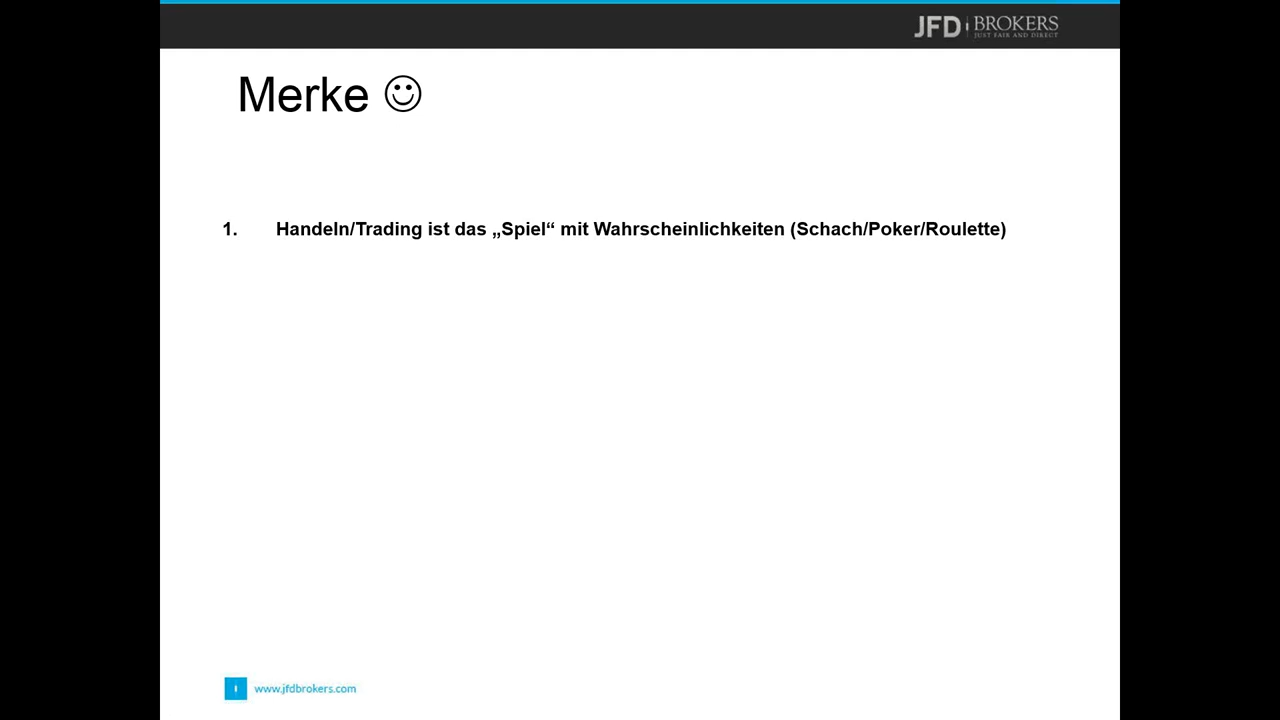 JFD BROKERS
JUST FAIR AND DIRECT
Merke ☺
1. Handeln/Trading ist das „Spiel“ mit Wahrscheinlichkeiten (Schach/Poker/Roulette)
www.jfdbrokers.com